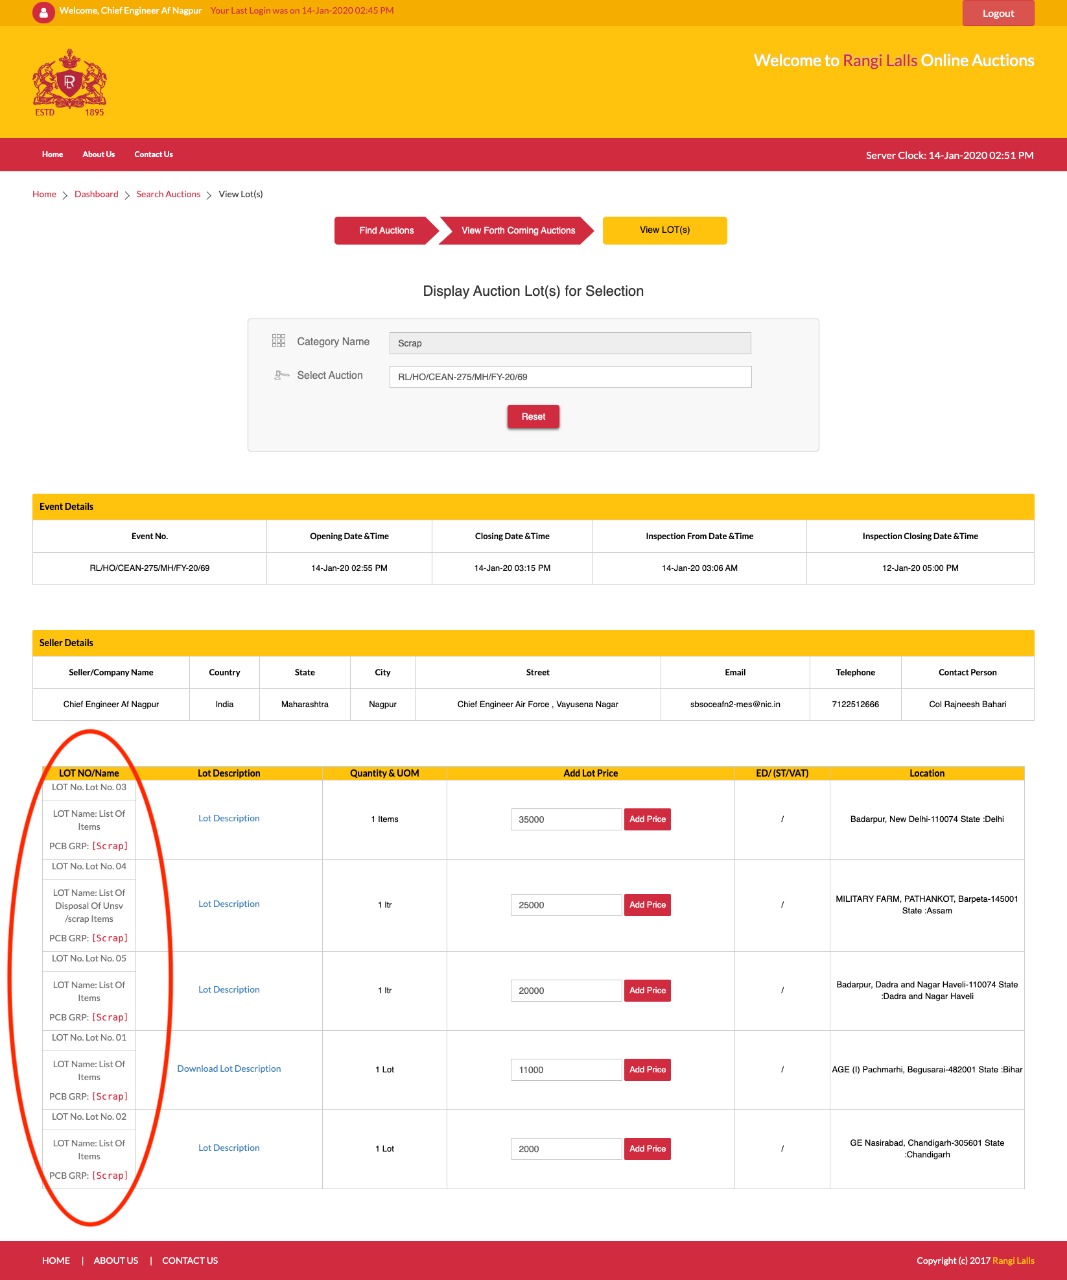 Welcome, Chief Engineer Af Nagpur Your Last Login was on 14-Jan-2020 02:45 PM Logout
Welcome to Rangi Lalls Online Auctions
R
ESTD 1895
Home About Us Contact Us Server Clock: 14-Jan-2020 02:51 PM
Home > Dashboard > Search Auctions > View Lot(s)
Find Auctions View Forth Coming Auctions View LOT(s)
Display Auction Lot(s) for Selection
Category Name Scrap
Select Auction RL/HO/CEAN-275/MH/FY-20/69
Reset
Event Details
Event No. Opening Date &Time Closing Date &Time Inspection From Date &Time Inspection Closing Date &Time
RL/HO/CEAN-275/MH/FY-20/69 14-Jan-20 02:55 PM 14-Jan-20 03:15 PM 14-Jan-20 03:06 AM 12-Jan-20 05:00 PM
Seller Details
Seller/Company Name Country State City Street Email Telephone Contact Person
Chief Engineer Af Nagpur India Maharashtra Nagpur Chief Engineer Air Force , Vayusena Nagar sbsoceafn2-mes@nic.in 7122512666 Col Rajneesh Bahari
LOT NO/Name Lot Description Quantity & UOM Add Lot Price ED/ (ST/VAT) Location
LOT No. Lot No. 03
LOT Name: List Of
Items
PCB GRP: [Scrap]
Lot Description 1 Items 35000 Add Price / Badarpur, New Delhi-110074 State :Delhi
LOT No. Lot No. 04
LOT Name: List Of
Disposal Of Unsv
/scrap Items
PCB GRP: [Scrap]
Lot Description 1 ltr 25000 Add Price / MILITARY FARM, PATHANKOT, Barpeta-145001
State :Assam
LOT No. Lot No. 05
LOT Name: List Of
Items
PCB GRP: [Scrap]
Lot Description 1 ltr 20000 Add Price / Badarpur, Dadra and Nagar Haveli-110074 State
:Dadra and Nagar Haveli
LOT No. Lot No. 01
LOT Name: List Of
Items
PCB GRP: [Scrap]
Download Lot Description 1 Lot 11000 Add Price / AGE (I) Pachmarhi, Begusarai-482001 State :Bihar
LOT No. Lot No. 02
LOT Name: List Of
Items
PCB GRP: [Scrap]
Lot Description 1 Lot 2000 Add Price / GE Nasirabad, Chandigarh-305601 State
:Chandigarh
HOME | ABOUT US | CONTACT US Copyright (c) 2017 Rangi Lalls